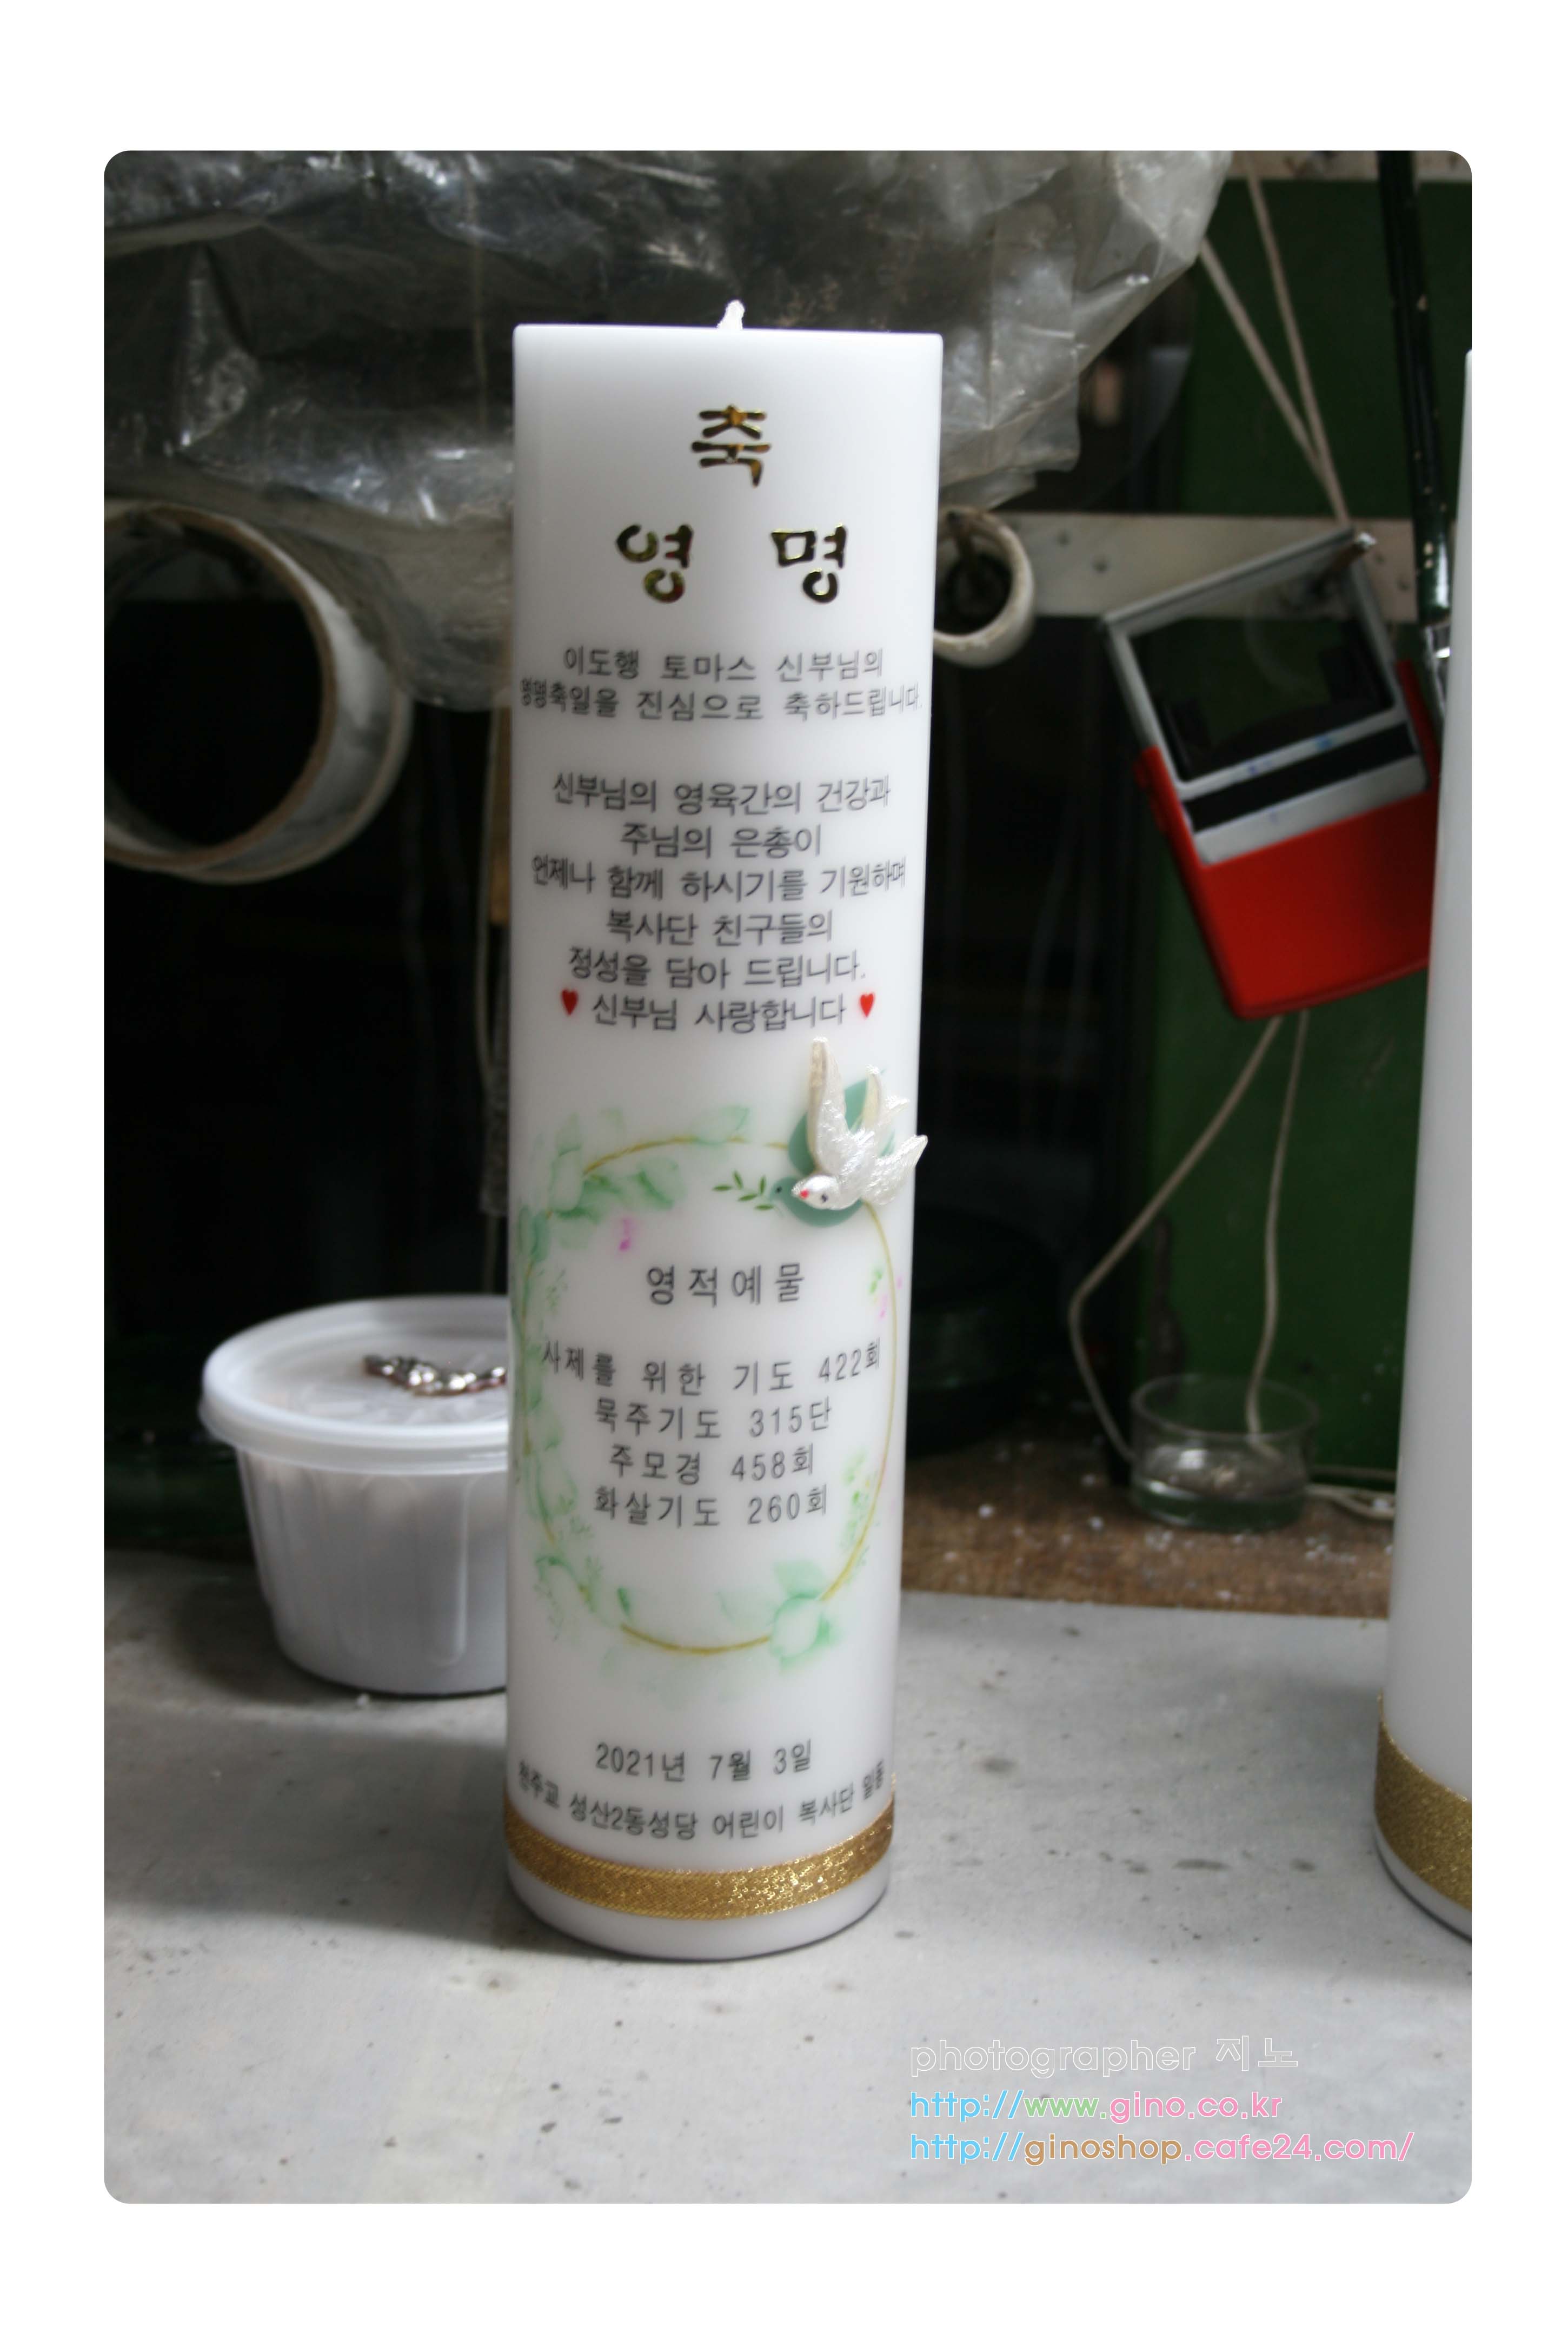 축
영 명
이도행 토마스 신부님의
영명축일을 진심으로 축하드립니다.
신부님의 영육간의 건강과
주님의 은총이
언제나 함께 하시기를 기원하며
복사단 친구들의
정성을 담아 드립니다.
♥ 신부님 사랑합니다 ♥
영적예물
사제를 위한 기도 422회
묵주기도 315단
주모경 458회
화살기도 260회
2021년 7월 3일
천주교 성산2동성당 어린이 복사단 일동
photographer 지노
http://www.gino.co.kr
http://ginoshop.cafe24.com/